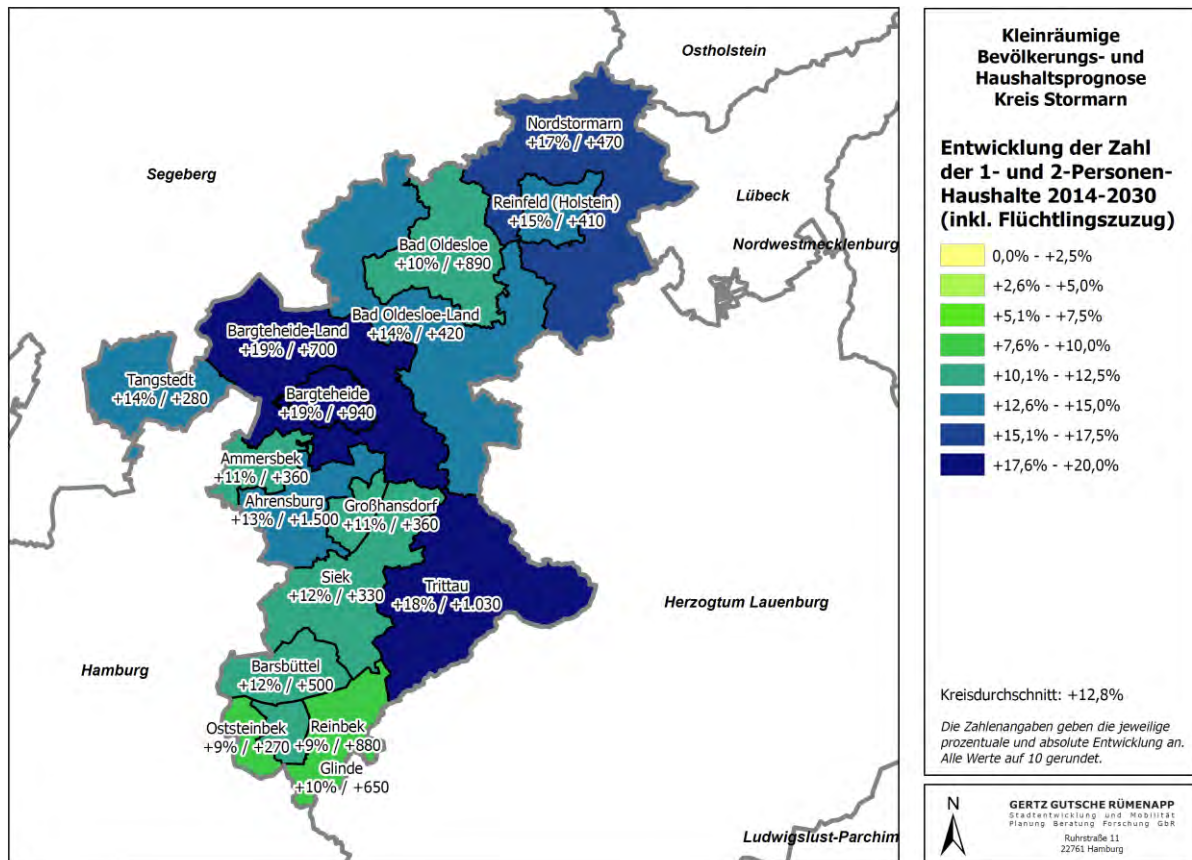 Ostholstein
Nordstormarn
+17% / +470
Segeberg
Lübeck
Reinfeld (Holstein)
+15% / +410
Nordwestmecklenburg
Bad Oldesloe
+10% / +890
Bad Oldesloe-Land
+14% / +420
Bargteheide-Land
+19% / +700
Tangstedt
+14% / +280
Bargteheide
+19% / +940
Ammersbek
+11% / +360
Ahrensburg
+13% / +1.500
Großhansdorf
+11% / +360
Siek
+12% / +330
Trittau
+18% / +1.030
Herzogtum Lauenburg
Hamburg
Barsbüttel
+12% / +500
Oststeinbek
+9% / +270
Reinbek
+9% / +880
Glinde
+10% / +650
Ludwigslust-Parchim
Kleinräumige
Bevölkerungs- und
Haushaltsprognose
Kreis Stormarn
Entwicklung der Zahl
der 1- und 2-Personen-
Haushalte 2014-2030
(inkl. Flüchtlingszuzug)
0,0% - +2,5%
+2,6% - +5,0%
+5,1% - +7,5%
+7,6% - +10,0%
+10,1% - +12,5%
+12,6% - +15,0%
+15,1% - +17,5%
+17,6% - +20,0%
Kreisdurchschnitt: +12,8%
Die Zahlenangaben geben die jeweilige
prozentuale und absolute Entwicklung an.
Alle Werte auf 10 gerundet.
N
GERTZ GUTSCHE RÜMENAPP
Stadtentwicklung und Mobilität
Planung Beratung Forschung GbR
Ruhrstraße 11
22761 Hamburg